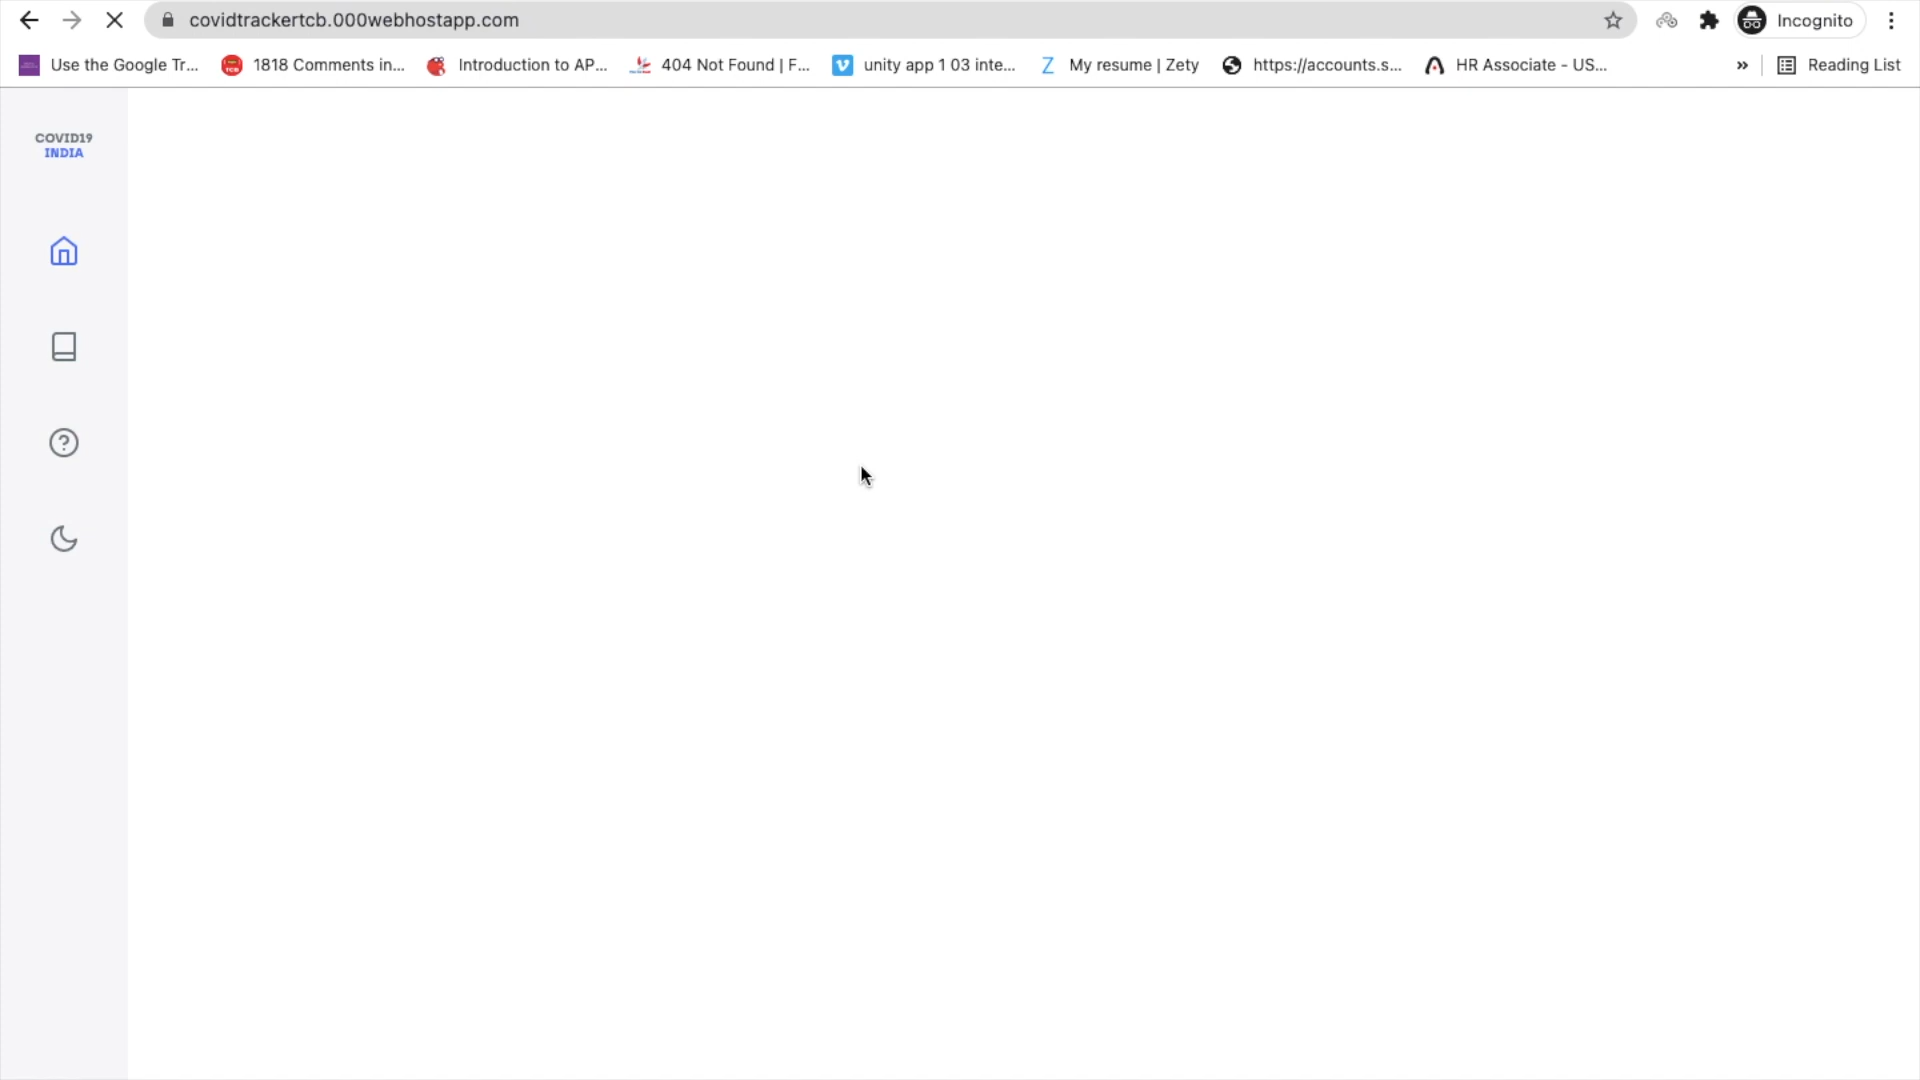 covidtrackertcb.000webhostapp.com
Incognito
Use the Google Tr...
1818 Comments in...
Introduction to AP...
404 Not Found | F...
unity app 1 03 inte...
My resume | Zety
https://accounts.s...
HR Associate - US...
»
Reading List
COVID19
INDIA